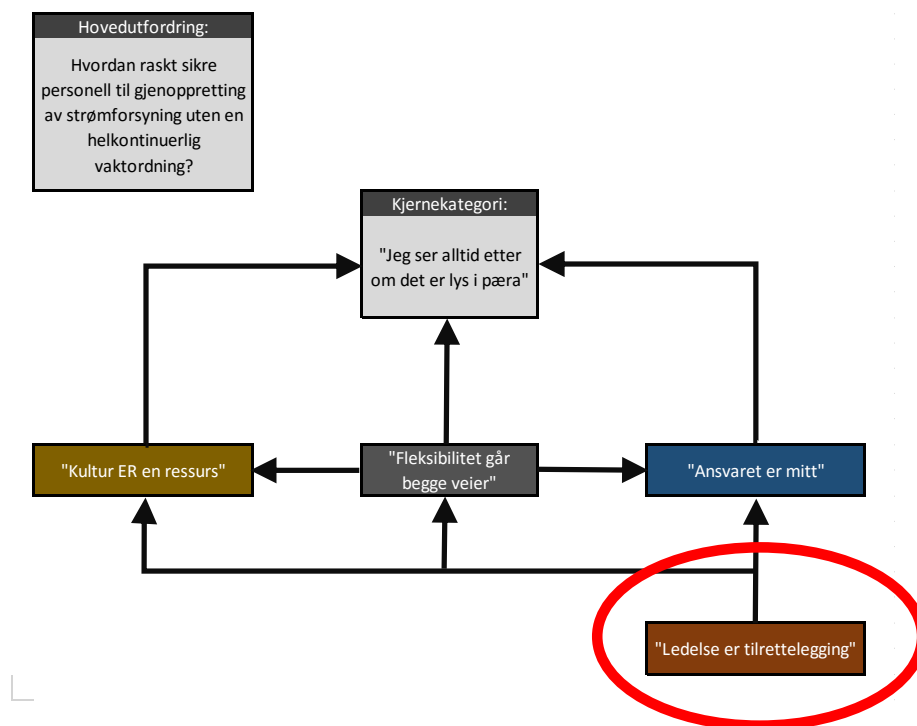 Hovedutfordring:
Hvordan raskt sikre
personell til gjenoppretting
av strømforsyning uten en
helkontinuerlig
vaktordning?
Kjernekategori:
"Jeg ser alltid etter
om det er lys i pæra"
"Kultur ER en ressurs"
"Fleksibilitet går
begge veier"
"Ansvaret er mitt"
"Ledelse er tilrettelegging"